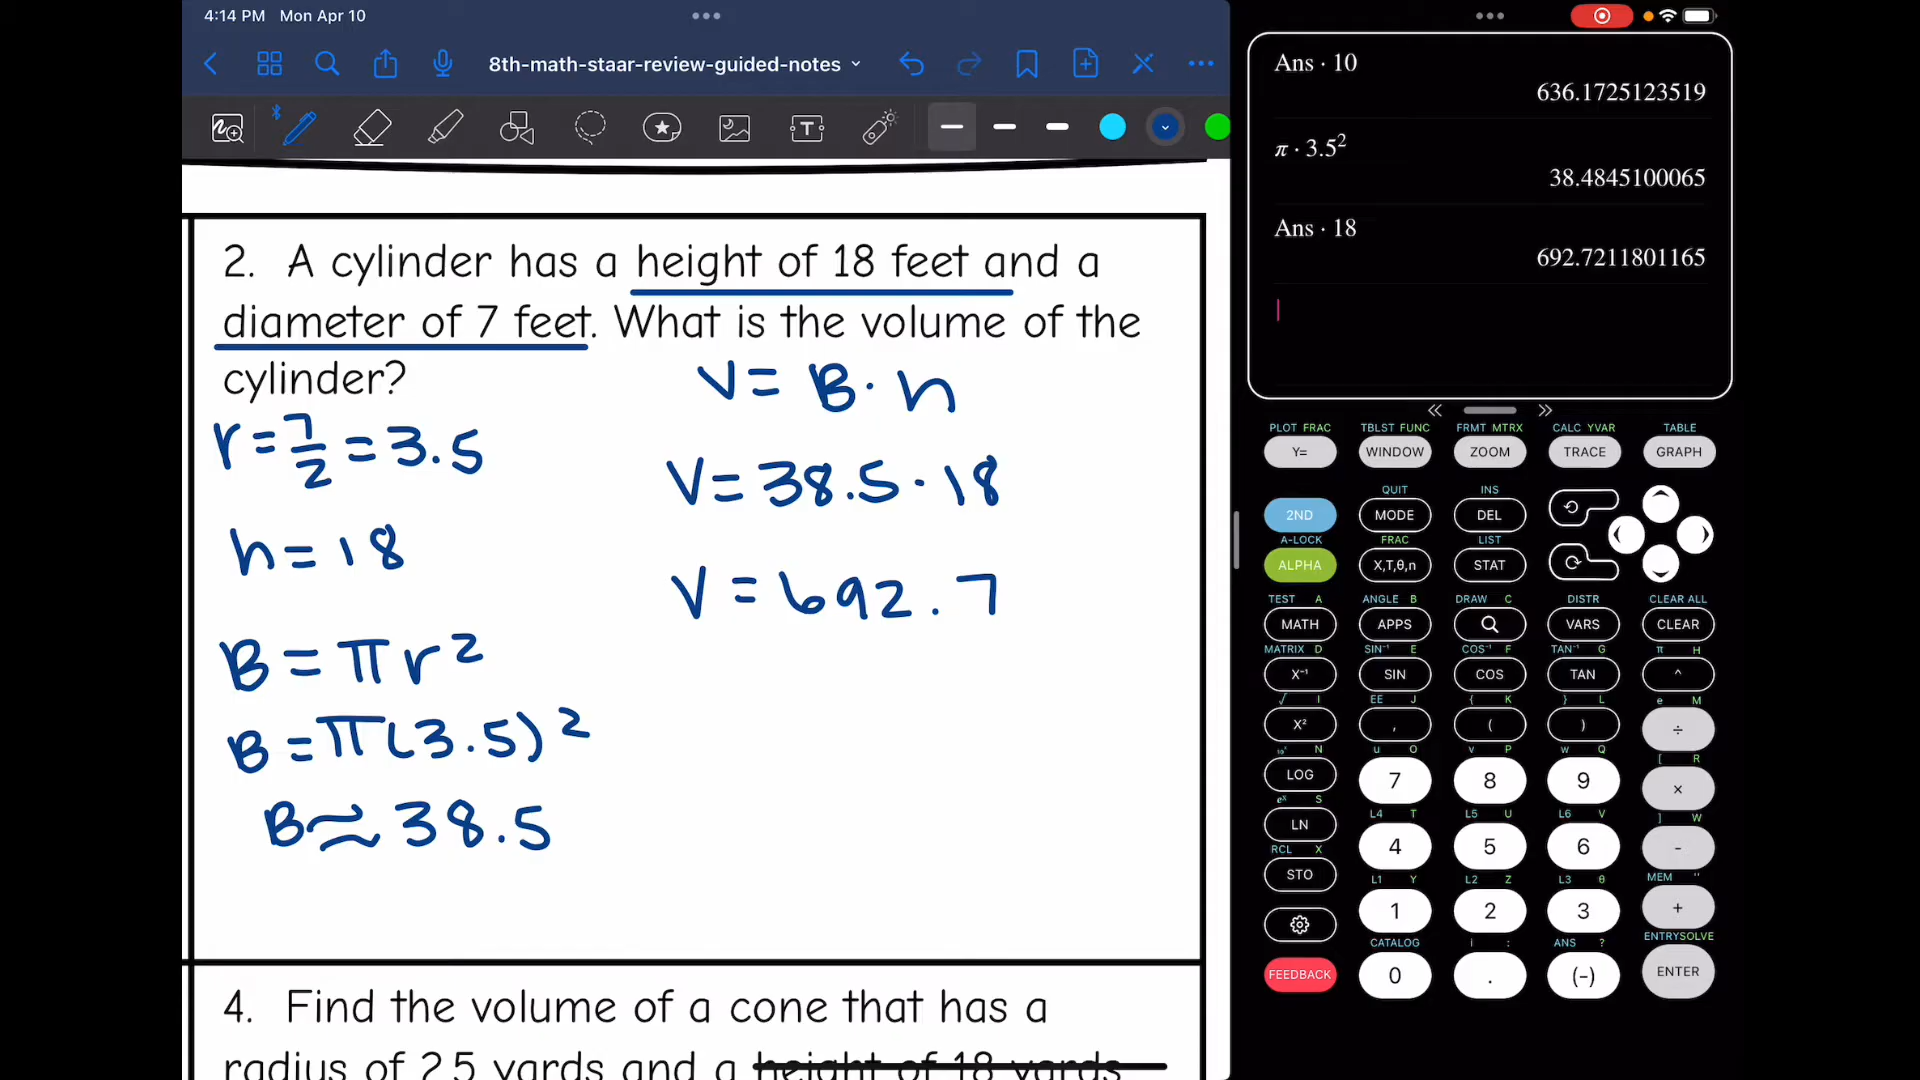 4:14 PM Mon Apr 10
8th-math-staar-review-guided-notes
2. A cylinder has a height of 18 feet and a
diameter of 7 feet. What is the volume of the
cylinder?
r = 7/2 = 3.5
h = 18
B = πr²
B = π(3.5)²
B ≈ 38.5
V = B · h
V = 38.5 · 18
V = 692.7
4. Find the volume of a cone that has a
radius of 2.5 yards and a height of 18 yards
Ans · 10
636.1725123519
π · 3.5²
38.4845100065
Ans · 18
692.7211801165
PLOT FRAC TBLST FUNC FRMT MTRX CALC YVAR TABLE
Y= WINDOW ZOOM TRACE GRAPH
QUIT INS
2ND MODE DEL
A-LOCK FRAC LIST
ALPHA X,T,θ,n STAT
TEST A ANGLE B DRAW C DISTR CLEAR ALL
MATH APPS VARS CLEAR
MATRIX D SIN⁻¹ E COS⁻¹ F TAN⁻¹ G π H
X⁻¹ SIN COS TAN ^
√ I EE J { K } L e M
X² , ( ) ÷
10ˣ N u O v P w Q [ R
LOG 7 8 9 ×
eˣ S L4 T L5 U L6 V ] W
LN 4 5 6 -
RCL X L1 Y L2 Z L3 θ MEM "
STO 1 2 3 +
CATALOG i : ANS ? ENTRY SOLVE
FEEDBACK 0 . (-) ENTER